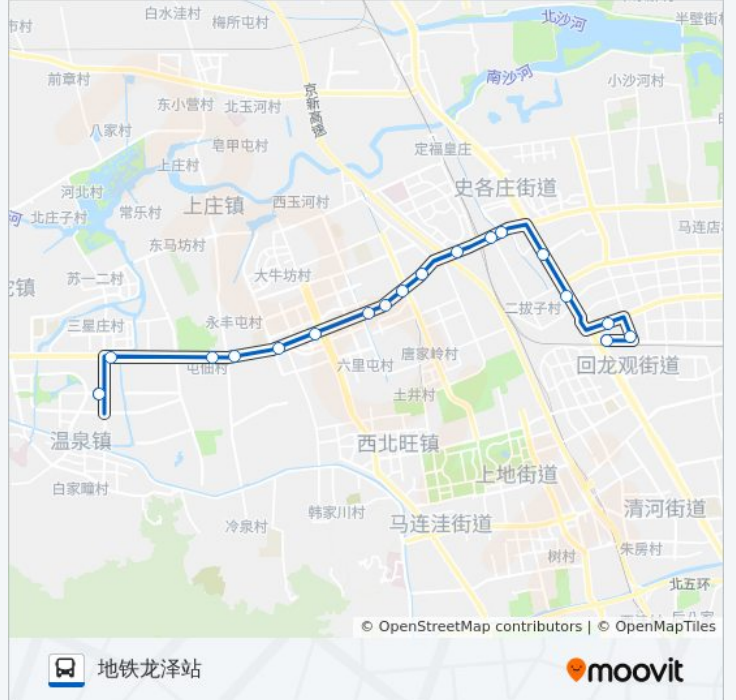 白水洼村
北沙河
半壁街村
梅所屯村
前章村
南沙河
小沙河村
京新高速
东小营村
北玉河村
八家村
皂甲屯村
定福皇庄
上庄村
史各庄街道
河北村
常乐村
上庄镇
西玉河村
北庄子村
马连店
东马坊村
苏一二村
大牛坊村
三星庄村
永丰屯村
二拔子村
屯佃村
六里屯村
唐家岭村
回龙观街道
土井村
温泉镇
西北旺镇
上地街道
白家疃村
韩家川村
马连洼街道
清河街道
冷泉村
树村
朱房村
北五环
© OpenStreetMap contributors | © OpenMapTiles
地铁龙泽站
moovit